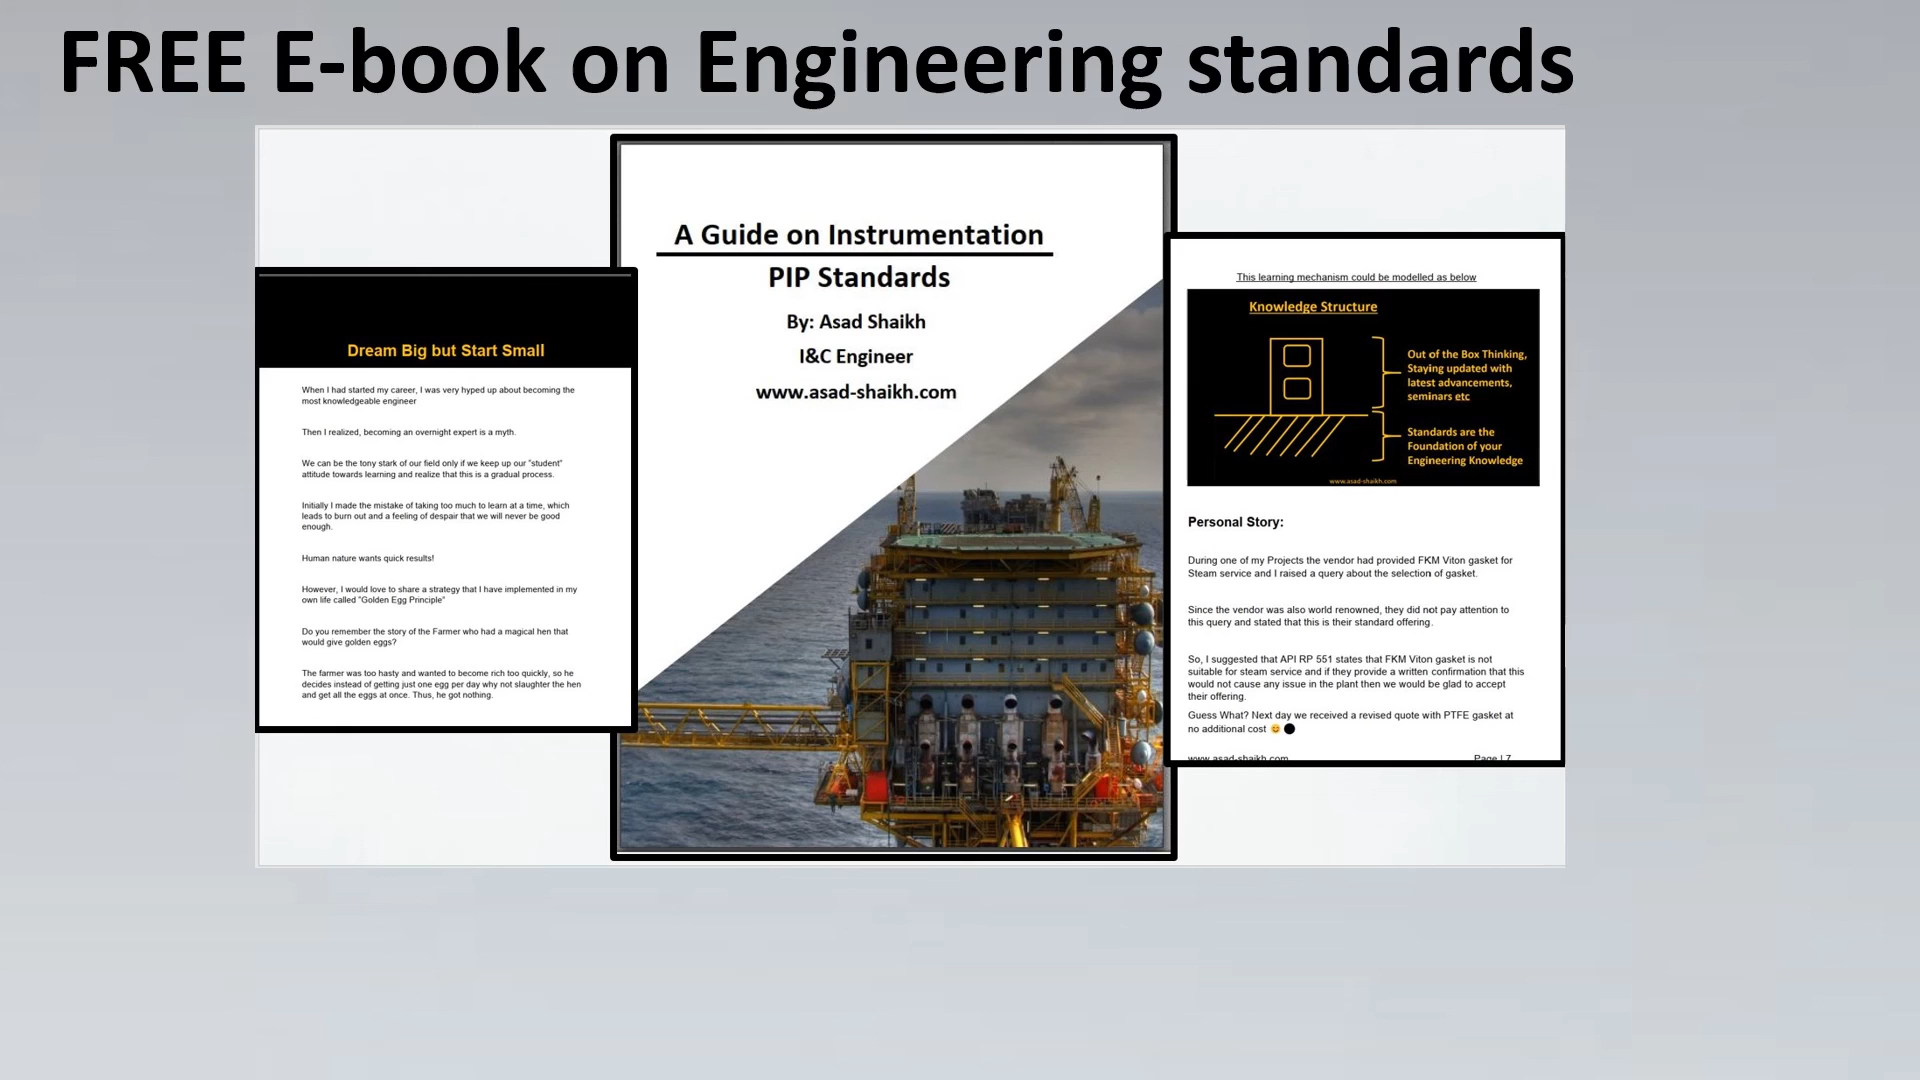 FREE E-book on Engineering standards
Dream Big but Start Small
When I had started my career, I was very hyped up about becoming the
most knowledgeable engineer
Then I realized, becoming an overnight expert is a myth.
We can be the tony stark of our field only if we keep up our "student"
attitude towards learning and realize that this is a gradual process.
Initially I made the mistake of taking too much to learn at a time, which
leads to burn out and a feeling of despair that we will never be good
enough.
Human nature wants quick results!
However, I would love to share a strategy that I have implemented in my
own life called "Golden Egg Principle"
Do you remember the story of the Farmer who had a magical hen that
would give golden eggs?
The farmer was too hasty and wanted to become rich too quickly, so he
decides instead of getting just one egg per day why not slaughter the hen
and get all the eggs at once. Thus, he got nothing.
A Guide on Instrumentation
PIP Standards
By: Asad Shaikh
I&C Engineer
www.asad-shaikh.com
This learning mechanism could be modelled as below
Knowledge Structure
Out of the Box Thinking,
Staying updated with
latest advancements,
seminars etc
Standards are the
Foundation of your
Engineering Knowledge
www.asad-shaikh.com
Personal Story:
During one of my Projects the vendor had provided FKM Viton gasket for
Steam service and I raised a query about the selection of gasket.
Since the vendor was also world renowned, they did not pay attention to
this query and stated that this is their standard offering.
So, I suggested that API RP 551 states that FKM Viton gasket is not
suitable for steam service and if they provide a written confirmation that this
would not cause any issue in the plant then we would be glad to accept
their offering.
Guess What? Next day we received a revised quote with PTFE gasket at
no additional cost 😊
www.asad-shaikh.com Page | 7